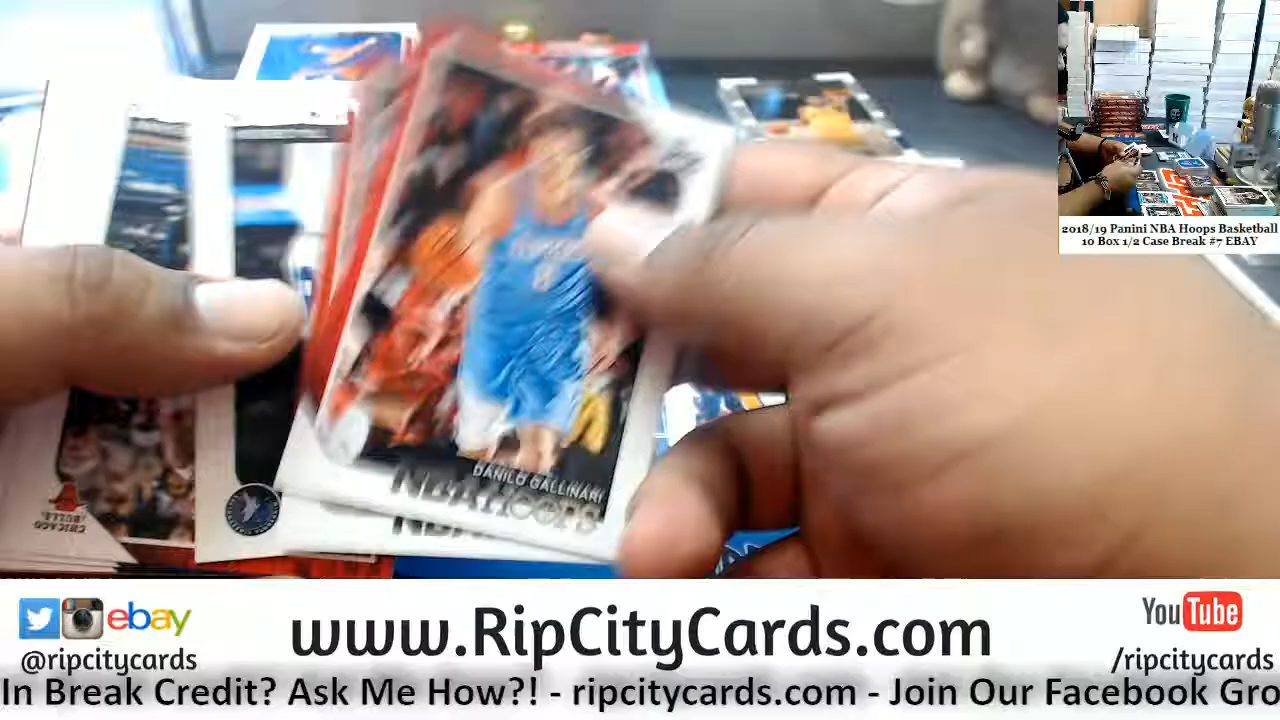 2018/19 Panini NBA Hoops Basketball
10 Box 1/2 Case Break #7 EBAY
DANILO GALLINARI
NBA HOOPS
NBA
CHICAGO
BULLS
ebay
@ripcitycards
www.RipCityCards.com
YouTube
/ripcitycards
In Break Credit? Ask Me How?! - ripcitycards.com - Join Our Facebook Gro